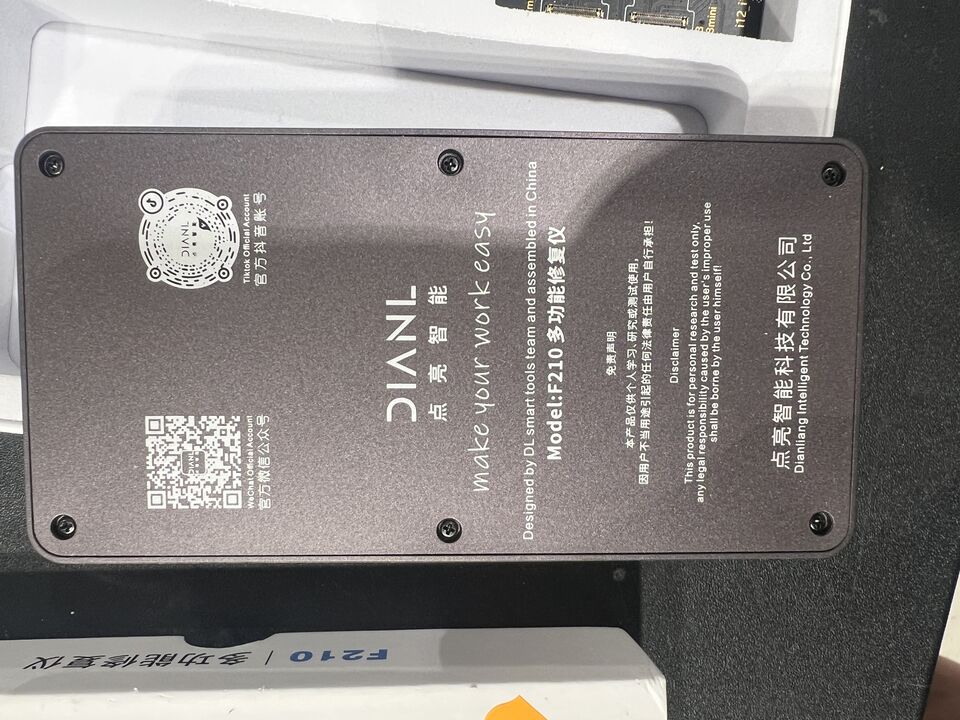 DIANL
点亮智能
make your work easy
Designed by DL smart tools team and assembled in China
Model:F210 多功能修复仪
免责声明
本产品仅供个人学习、研究或测试使用,
因用户不当用途引起的任何法律责任由用户自行承担!
Disclaimer
This product is for personal research and test only,
any legal responsibility caused by the user's improper use
shall be borne by the user himself!
点亮智能科技有限公司
Dianliang Intelligent Technology Co., Ltd
WeChat Official Account
官方微信公众号
Tiktok Official Account
官方抖音账号
DIANL
DIANL
F210 | 多功能修复仪
mini
i12